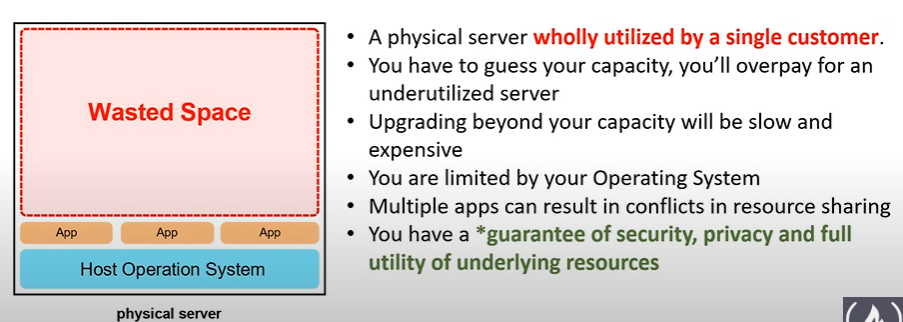 Wasted Space
App
App
App
Host Operation System
physical server
• A physical server wholly utilized by a single customer.
• You have to guess your capacity, you’ll overpay for an
underutilized server
• Upgrading beyond your capacity will be slow and
expensive
• You are limited by your Operating System
• Multiple apps can result in conflicts in resource sharing
• You have a *guarantee of security, privacy and full
utility of underlying resources